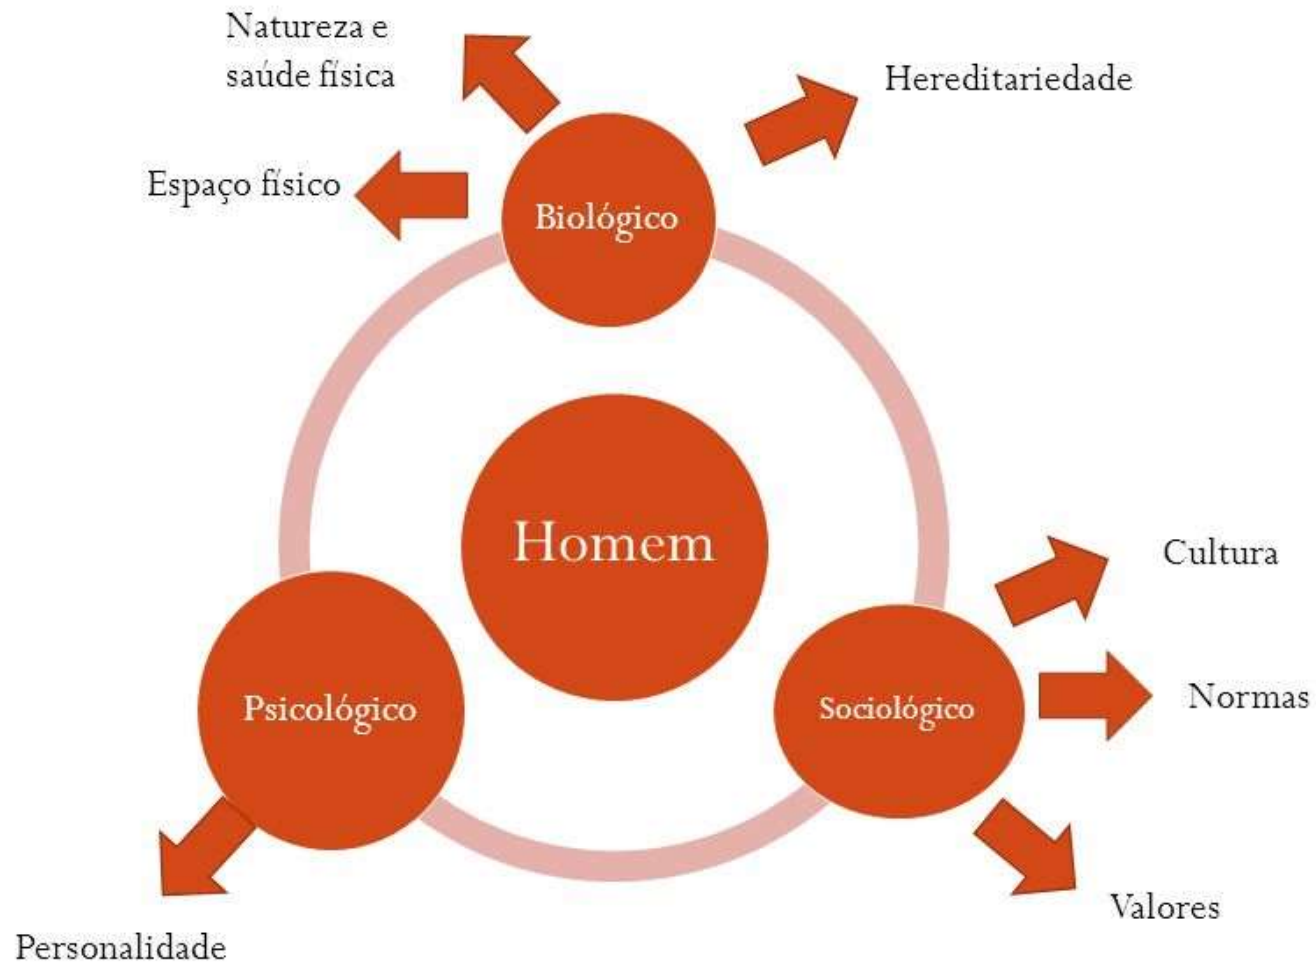 Natureza e
saúde física
Hereditariedade
Espaço físico
Biológico
Homem
Cultura
Normas
Psicológico
Sociológico
Valores
Personalidade